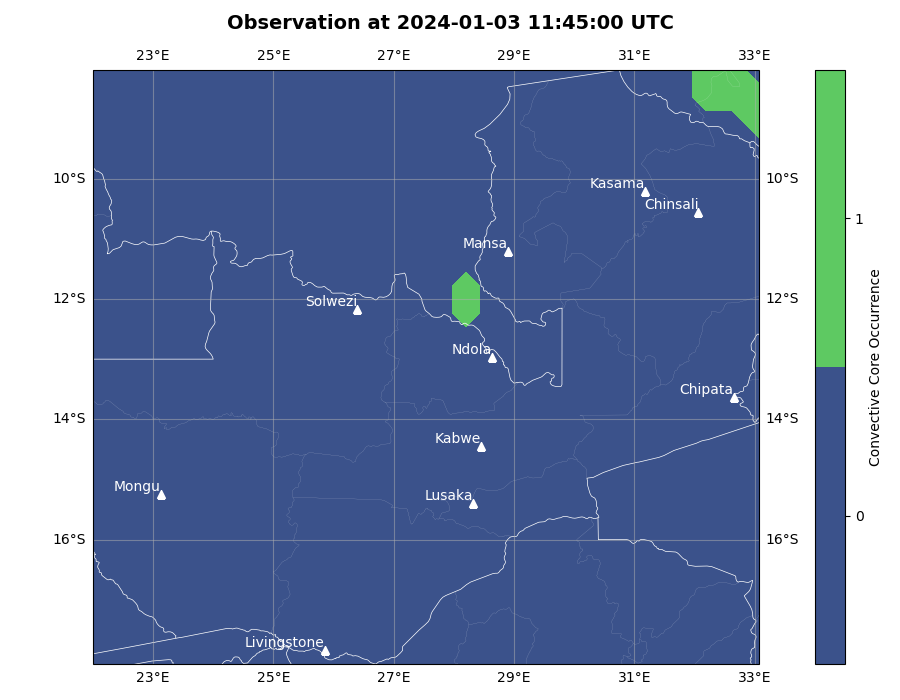 Observation at 2024-01-03 11:45:00 UTC
23°E 25°E 27°E 29°E 31°E 33°E
10°S 10°S
Kasama
Chinsali
Mansa
1
12°S 12°S
Solwezi
Ndola
Chipata
Convective Core Occurrence
14°S 14°S
Kabwe
Mongu
Lusaka
0
16°S 16°S
Livingstone
23°E 25°E 27°E 29°E 31°E 33°E